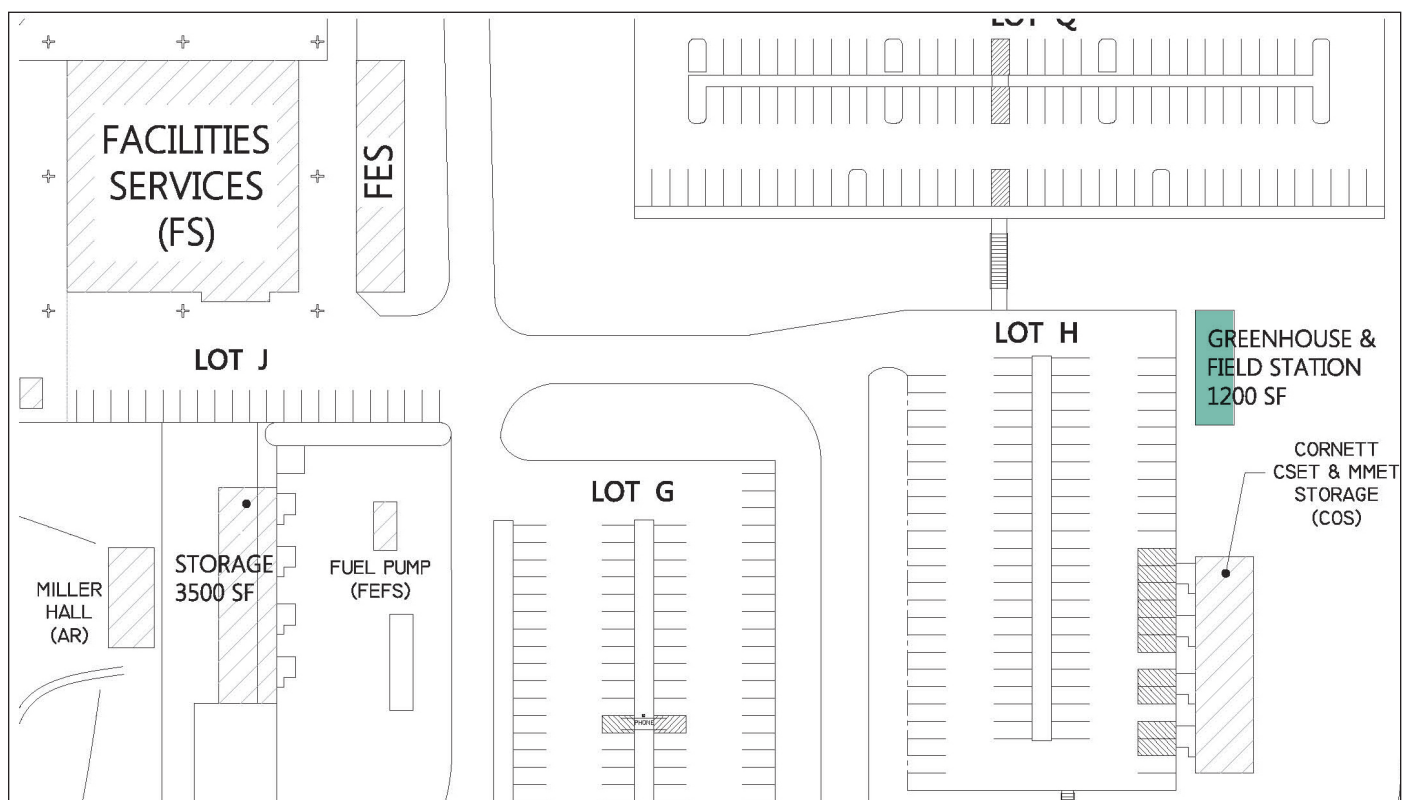 LOT Q
FACILITIES
SERVICES
(FS)
FES
LOT J
LOT H
GREENHOUSE &
FIELD STATION
1200 SF
CORNETT
CSET & MMET
STORAGE
(COS)
LOT G
STORAGE
3500 SF
FUEL PUMP
(FEFS)
MILLER
HALL
(AR)
PHONE